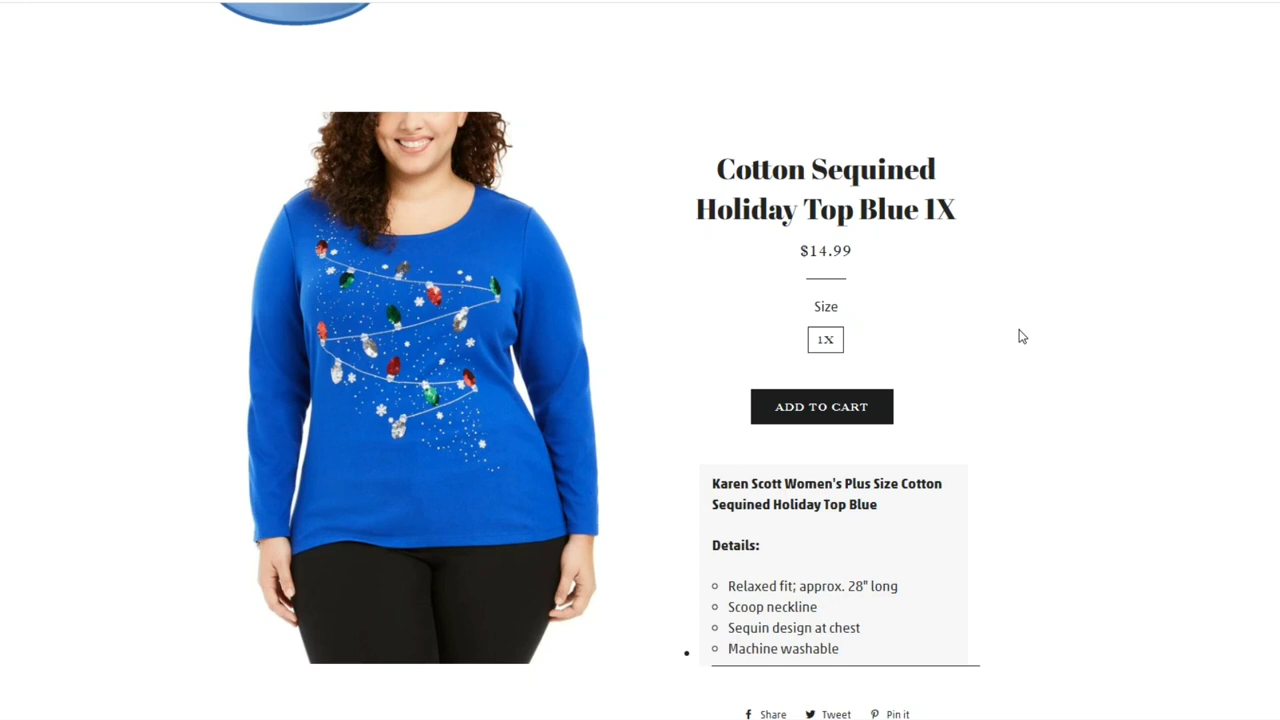 Cotton Sequined
Holiday Top Blue 1X
$14.99
Size
1X
ADD TO CART
Karen Scott Women's Plus Size Cotton
Sequined Holiday Top Blue
Details:
Relaxed fit; approx. 28" long
Scoop neckline
Sequin design at chest
Machine washable
Share Tweet Pin it